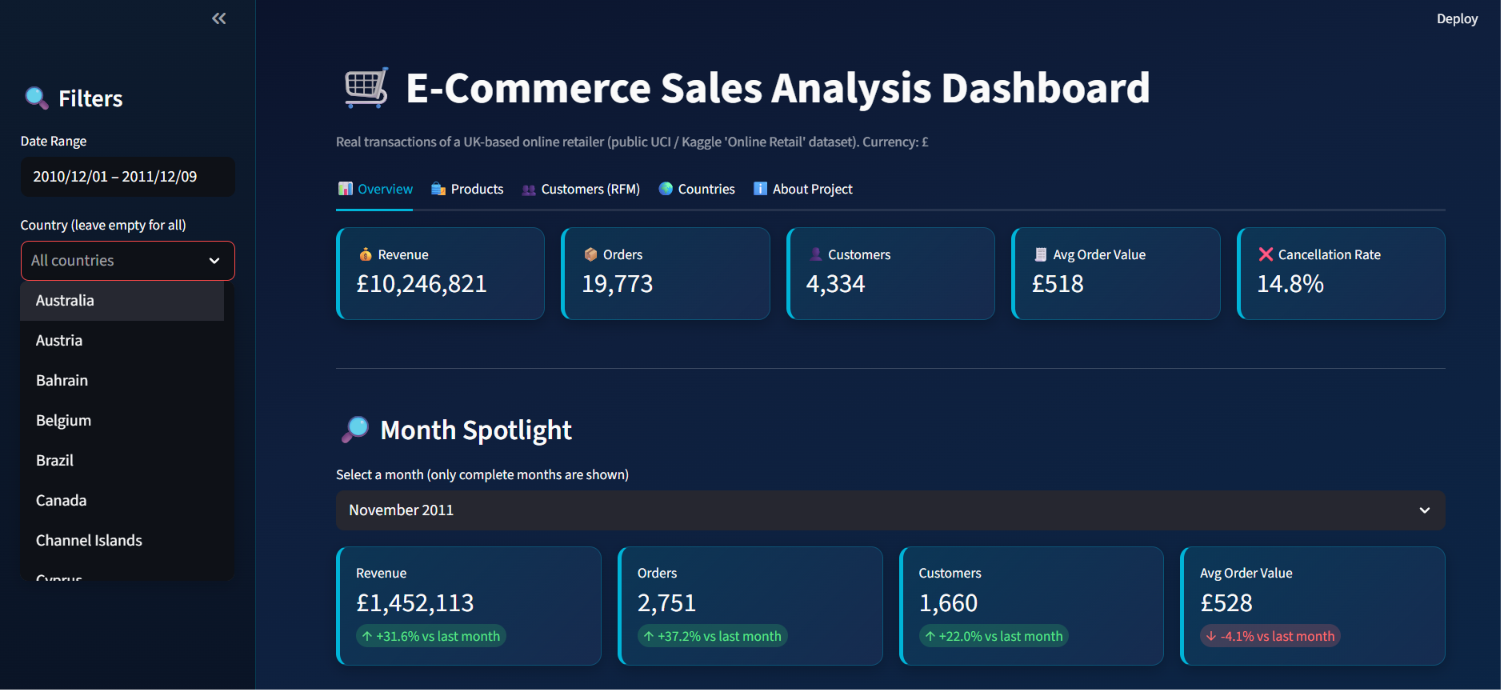 Deploy
Filters
Date Range
2010/12/01 – 2011/12/09
Country (leave empty for all)
All countries
Australia
Austria
Bahrain
Belgium
Brazil
Canada
Channel Islands
Cyprus
E-Commerce Sales Analysis Dashboard
Real transactions of a UK-based online retailer (public UCI / Kaggle 'Online Retail' dataset). Currency: £
Overview Products Customers (RFM) Countries About Project
Revenue
£10,246,821
Orders
19,773
Customers
4,334
Avg Order Value
£518
Cancellation Rate
14.8%
Month Spotlight
Select a month (only complete months are shown)
November 2011
Revenue
£1,452,113
↑ +31.6% vs last month
Orders
2,751
↑ +37.2% vs last month
Customers
1,660
↑ +22.0% vs last month
Avg Order Value
£528
↓ -4.1% vs last month